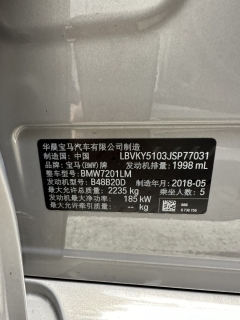 华晨宝马汽车有限公司制造
制造国：中国 LBVKY5103JSP77031
品牌：宝马(BMW)牌 发动机排量：1998 mL
整车型号：BMW7201LM
发动机型号：B48B20D 制造年月：2018-05
最大允许总质量：2235 kg 乘坐人数：5
发动机最大净功率：185 kW
最大允许牵引质量：-- kg